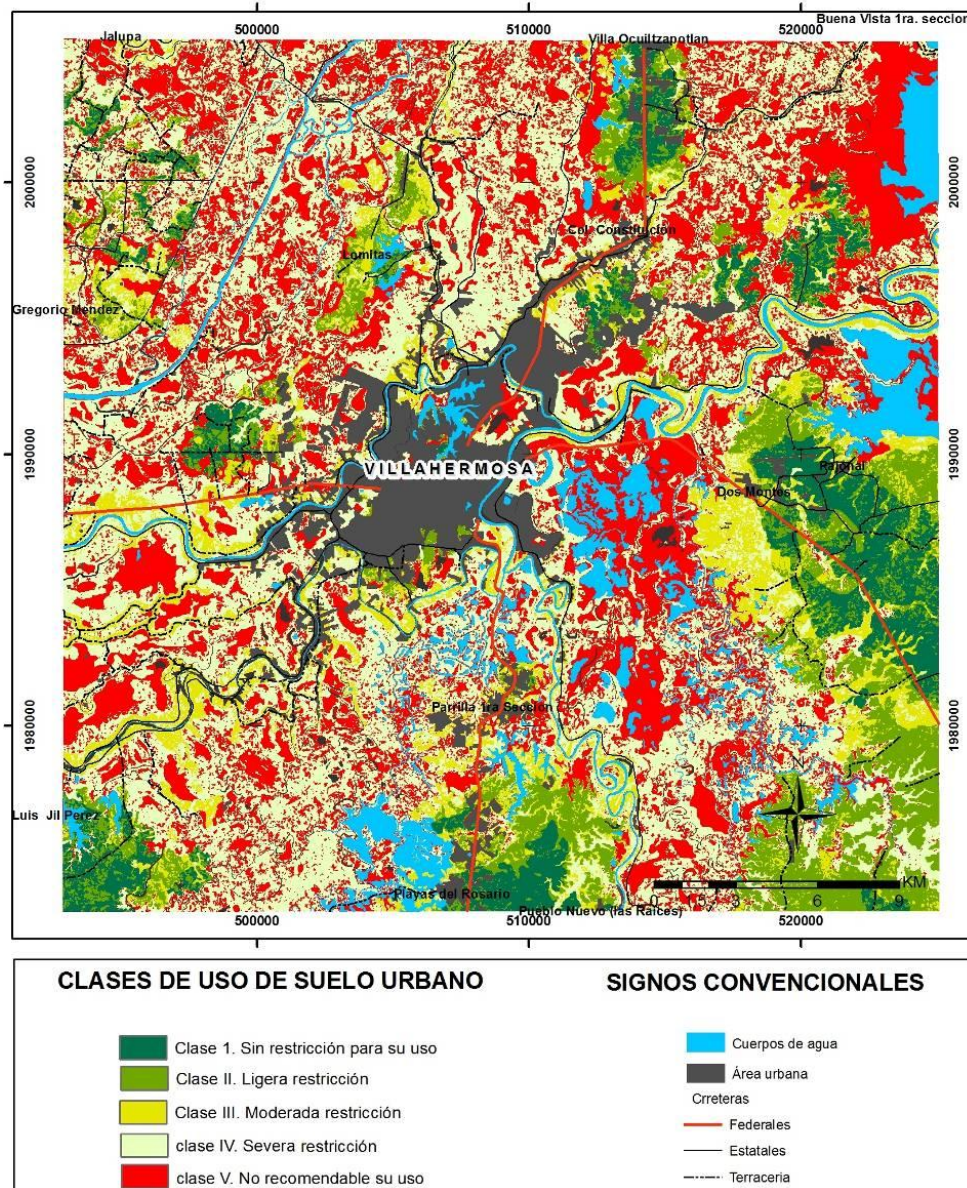 Buena Vista 1ra. seccion
500000 510000 520000
Jalupa
Villa Ocuiltzapotlan
2000000 2000000
Col. Constitución
Lomitas
Gregorio Mendez
1990000 1990000
VILLAHERMOSA
Ralonal
Dos Montes
1980000 1980000
Parrilla 1ra Sección
N
Luis Jil Perez
Playas del Rosario
KM
0 1.5 3 6 9
Pueblo Nuevo (las Raíces)
500000 510000 520000
CLASES DE USO DE SUELO URBANO
Clase 1. Sin restricción para su uso
Clase II. Ligera restricción
Clase III. Moderada restricción
clase IV. Severa restricción
clase V. No recomendable su uso
SIGNOS CONVENCIONALES
Cuerpos de agua
Área urbana
Crreteras
Federales
Estatales
Terraceria